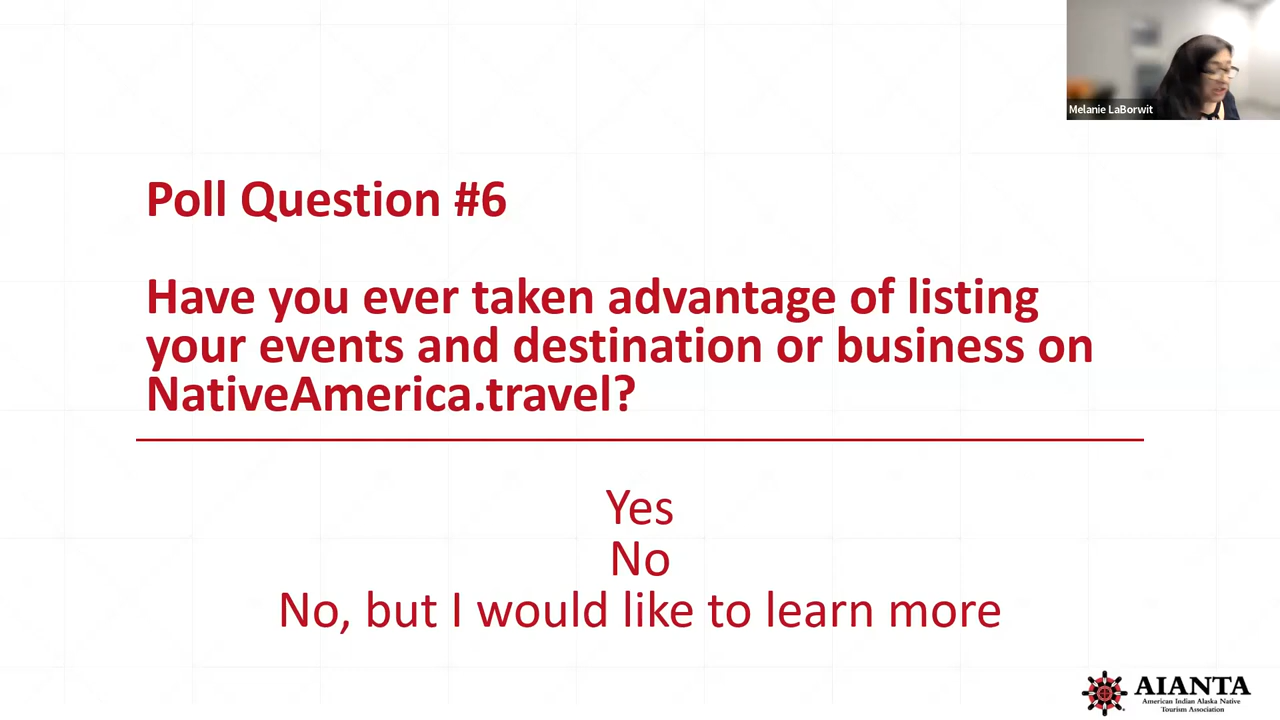 Melanie LaBorwit
Poll Question #6
Have you ever taken advantage of listing
your events and destination or business on
NativeAmerica.travel?
Yes
No
No, but I would like to learn more
AIANTA
American Indian Alaska Native
Tourism Association